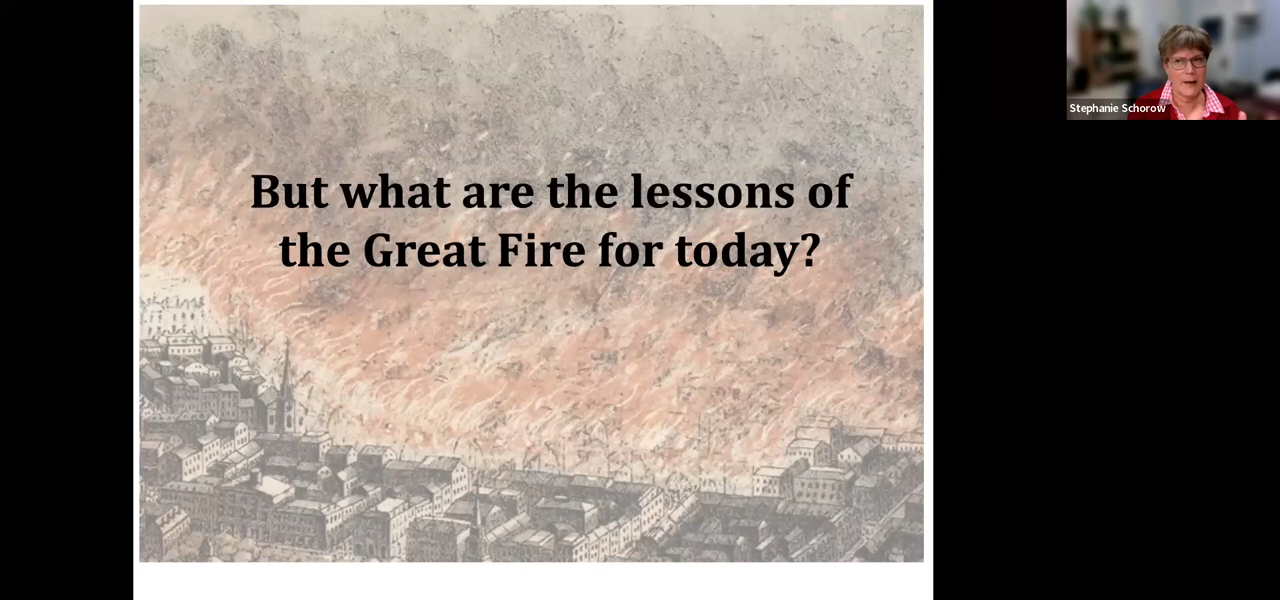 But what are the lessons of
the Great Fire for today?
Stephanie Schorow